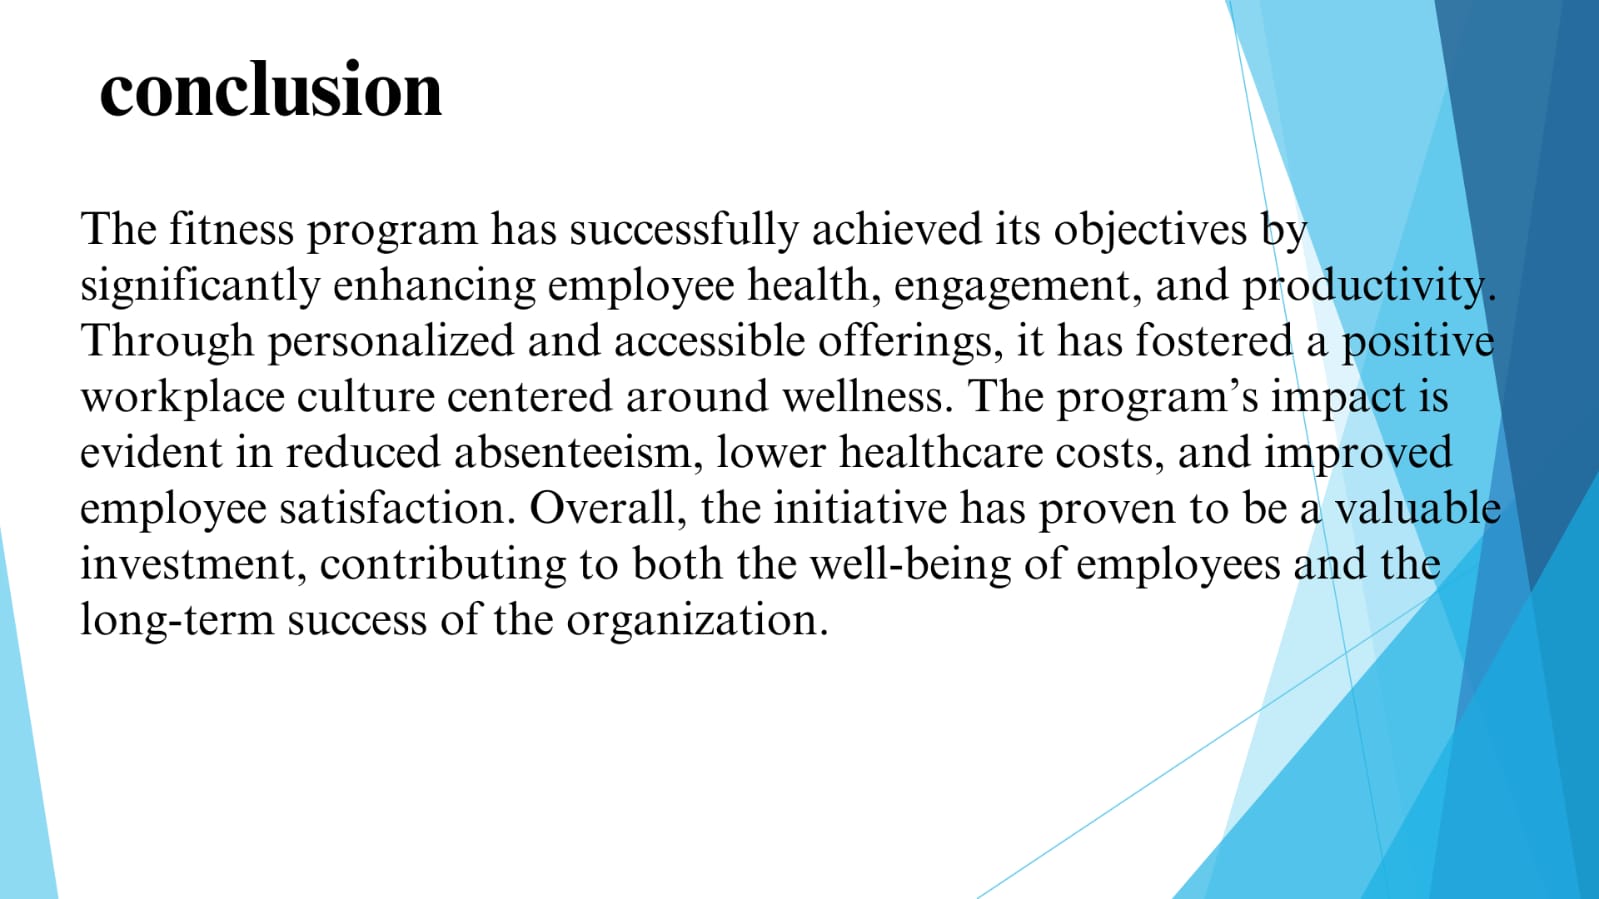 conclusion
The fitness program has successfully achieved its objectives by
significantly enhancing employee health, engagement, and productivity.
Through personalized and accessible offerings, it has fostered a positive
workplace culture centered around wellness. The program’s impact is
evident in reduced absenteeism, lower healthcare costs, and improved
employee satisfaction. Overall, the initiative has proven to be a valuable
investment, contributing to both the well-being of employees and the
long-term success of the organization.